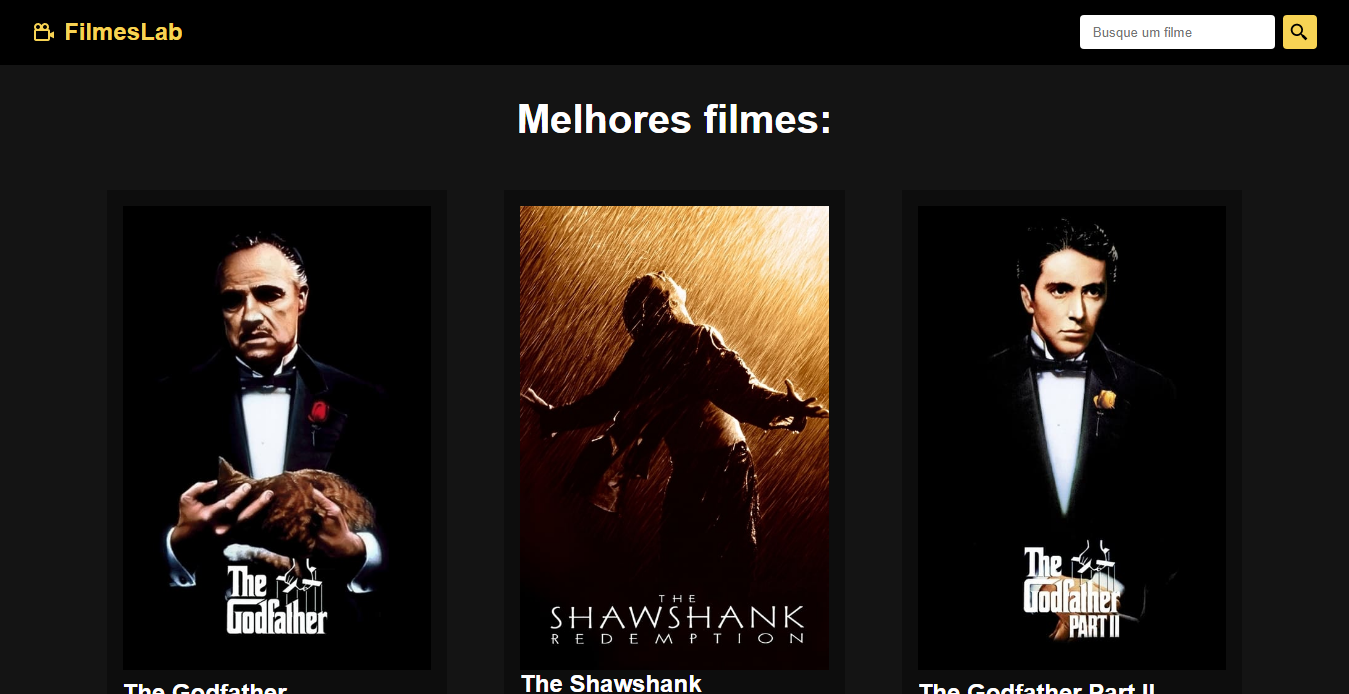 FilmesLab
Busque um filme
Melhores filmes:
The
Godfather
THE
SHAWSHANK
REDEMPTION
The
Godfather
PART II
The Godfather
The Shawshank
The Godfather Part II